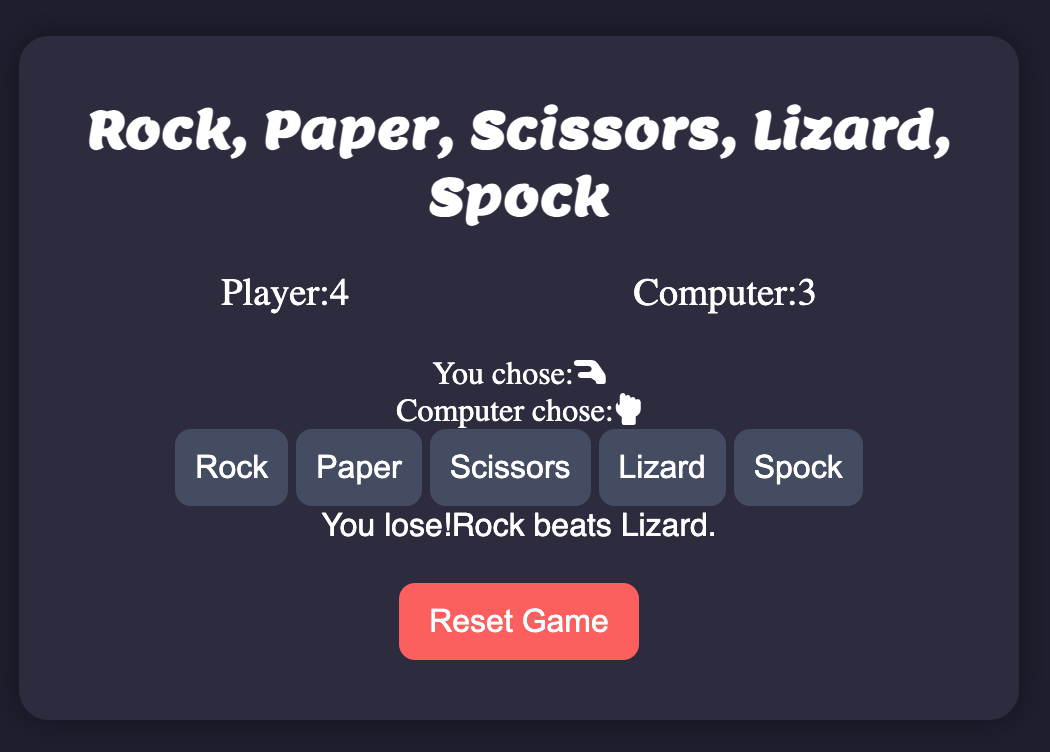 Rock, Paper, Scissors, Lizard,
Spock
Player:4 Computer:3
You chose:
Computer chose:
Rock Paper Scissors Lizard Spock
You lose!Rock beats Lizard.
Reset Game